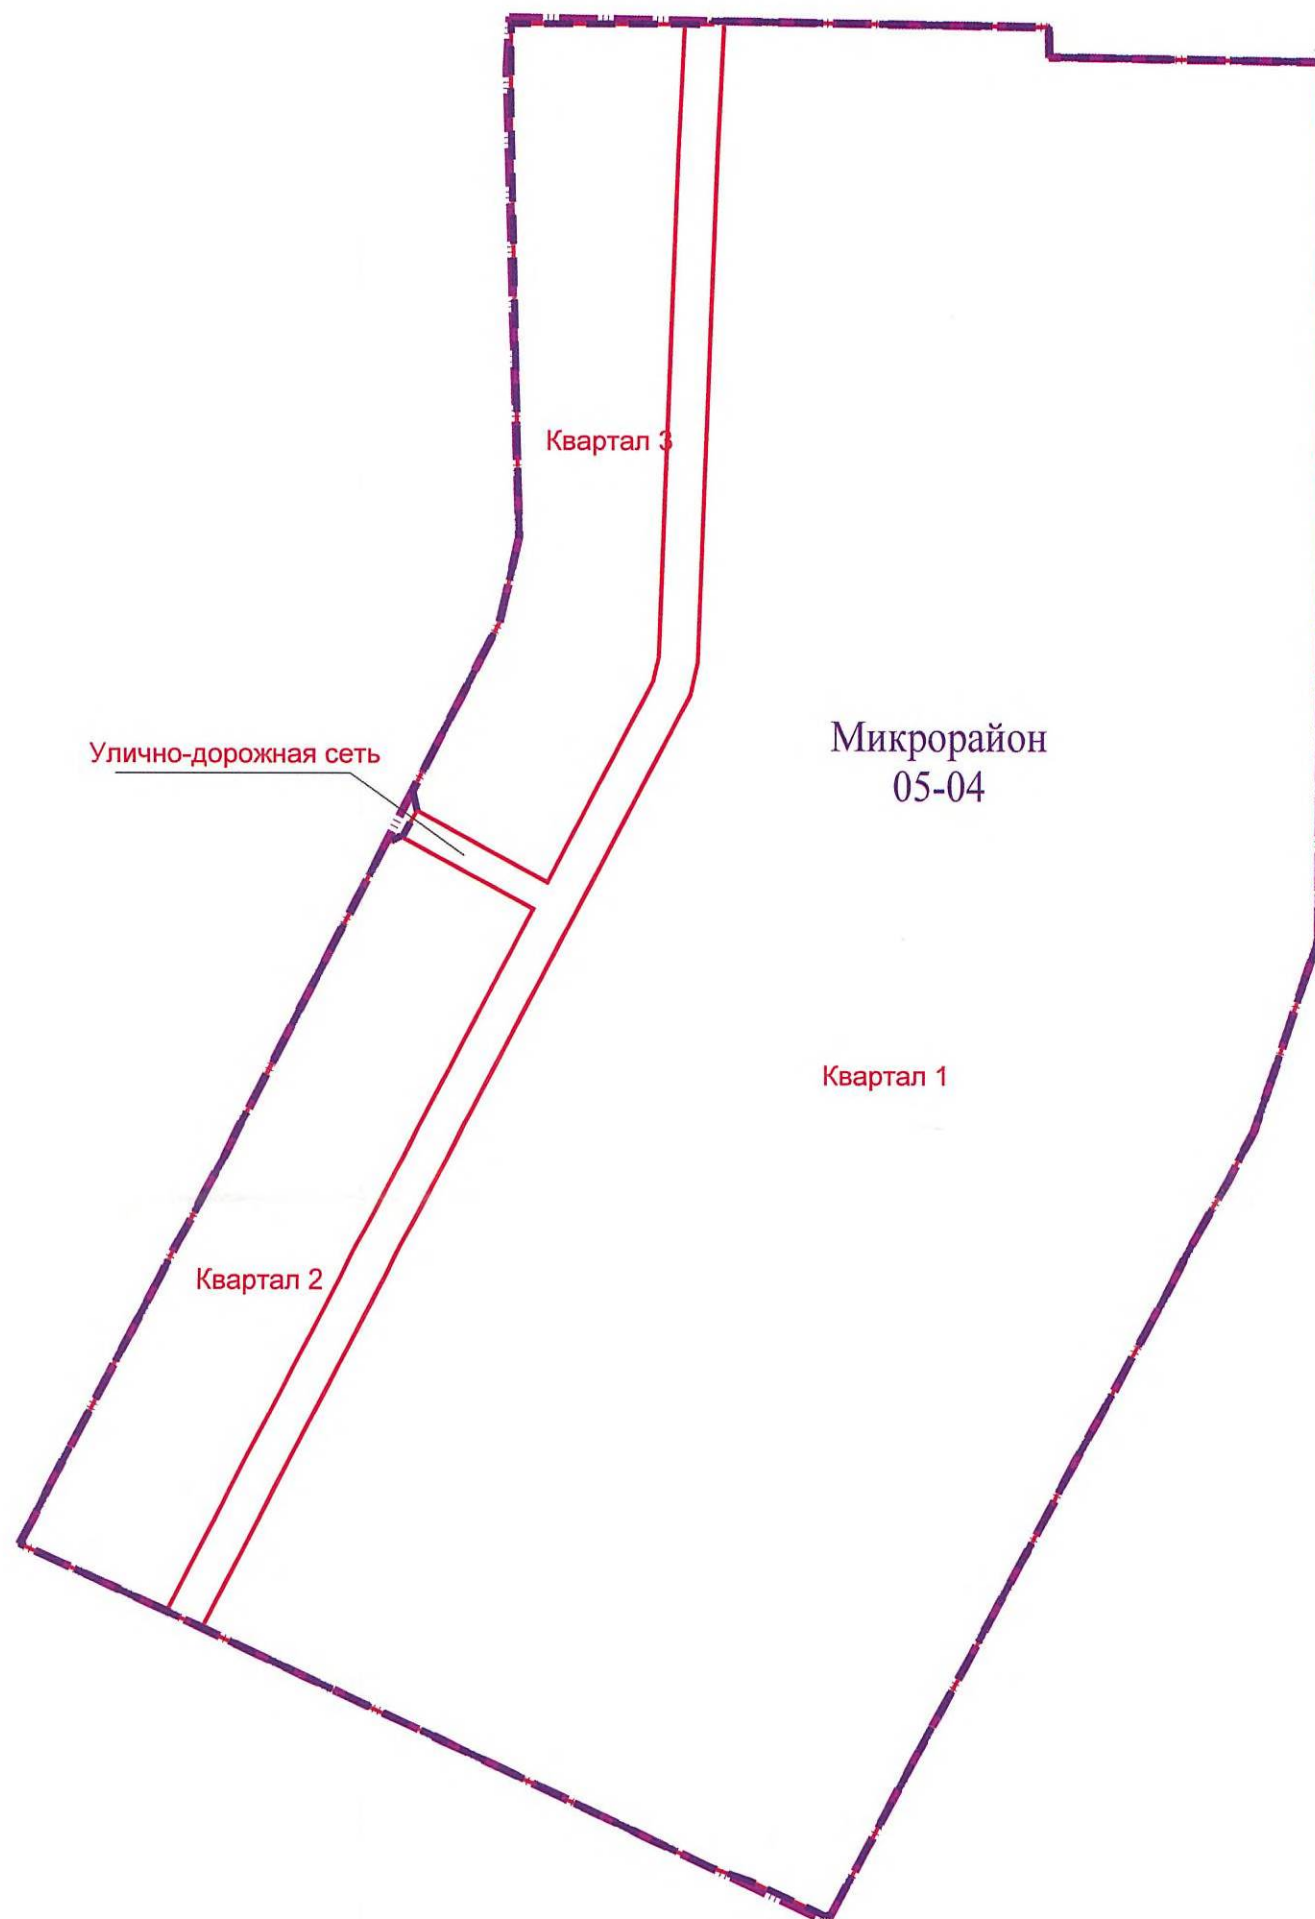 Квартал 3
Улично-дорожная сеть
Микрорайон
05-04
Квартал 1
Квартал 2